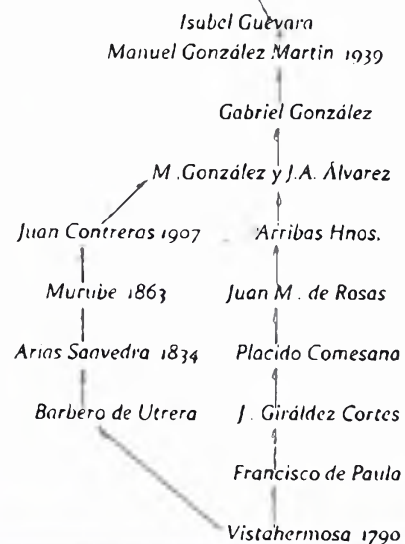 Isabel Guevara
Manuel González Martin 1939
Gabriel González
M. González y J.A. Álvarez
Juan Contreras 1907
Arribas Hnos.
Murube 1863
Juan M. de Rosas
Arias Saavedra 1834
Placido Comesana
Barbero de Utrera
J. Giráldez Cortes
Francisco de Paula
Vistahermosa 1790